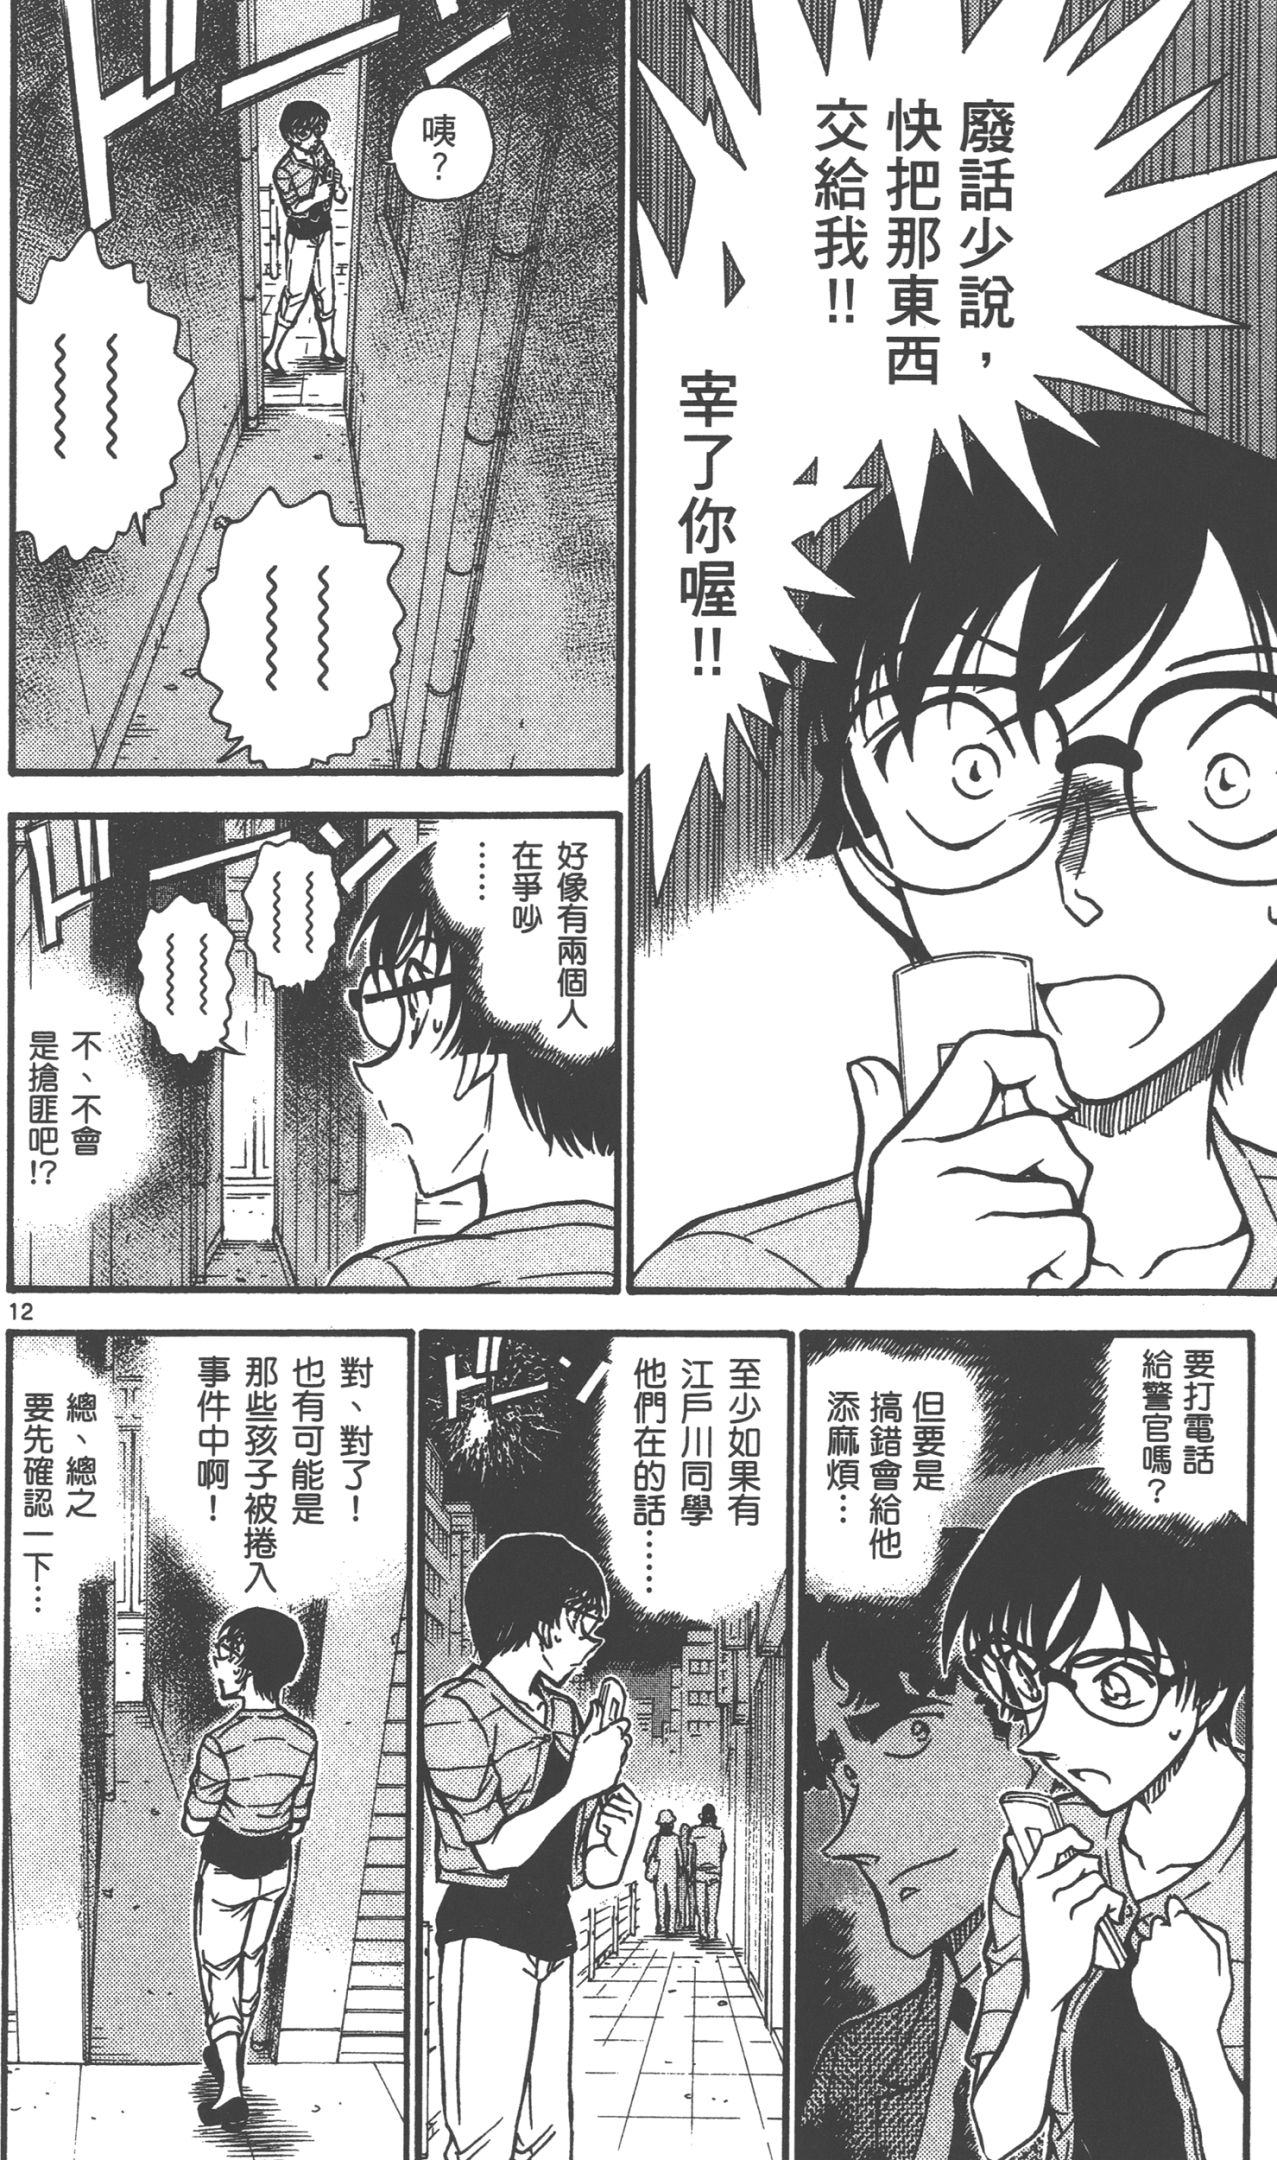 廢話少說，
快把那東西
交給我!!
宰了你喔!!
咦？
好像有兩個人
在爭吵
……
不、不會
是搶匪吧!?
12
要打電話
給警官嗎？
但要是
搞錯會給他
添麻煩…
至少如果有
江戶川同學
他們在的話……
對、對了！
也有可能是
那些孩子被捲入
事件中啊！
總、總之
要先確認一下…